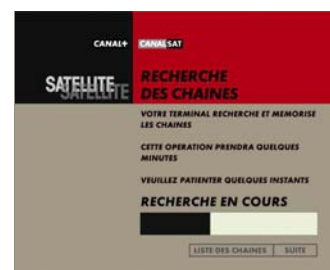 CANAL+ CANALSAT
SATELLITE
SATELLITE
RECHERCHE
DES CHAINES
VOTRE TERMINAL RECHERCHE ET MEMORISE
LES CHAINES
CETTE OPERATION PRENDRA QUELQUES
MINUTES
VEUILLEZ PATIENTER QUELQUES INSTANTS
RECHERCHE EN COURS
LISTE DES CHAINES SUITE